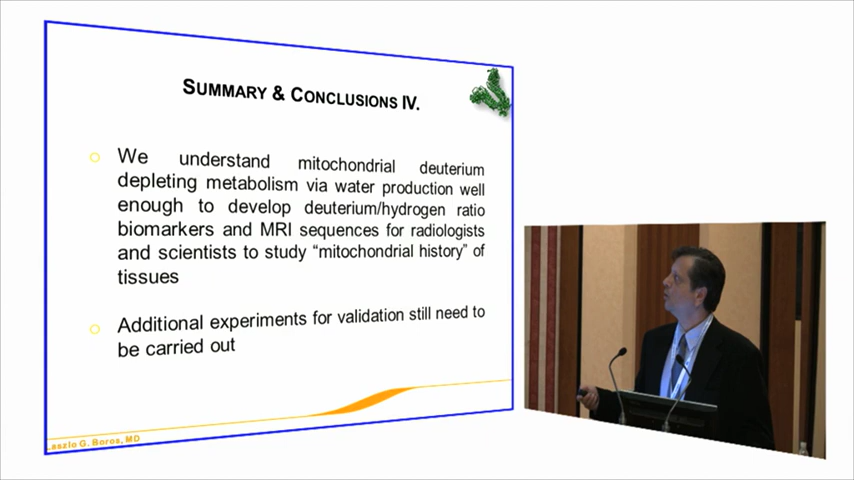 SUMMARY & CONCLUSIONS IV.
We understand mitochondrial deuterium
depleting metabolism via water production well
enough to develop deuterium/hydrogen ratio
biomarkers and MRI sequences for radiologists
and scientists to study “mitochondrial history” of
tissues
Additional experiments for validation still need to
be carried out
aszlo G. Boros, MD